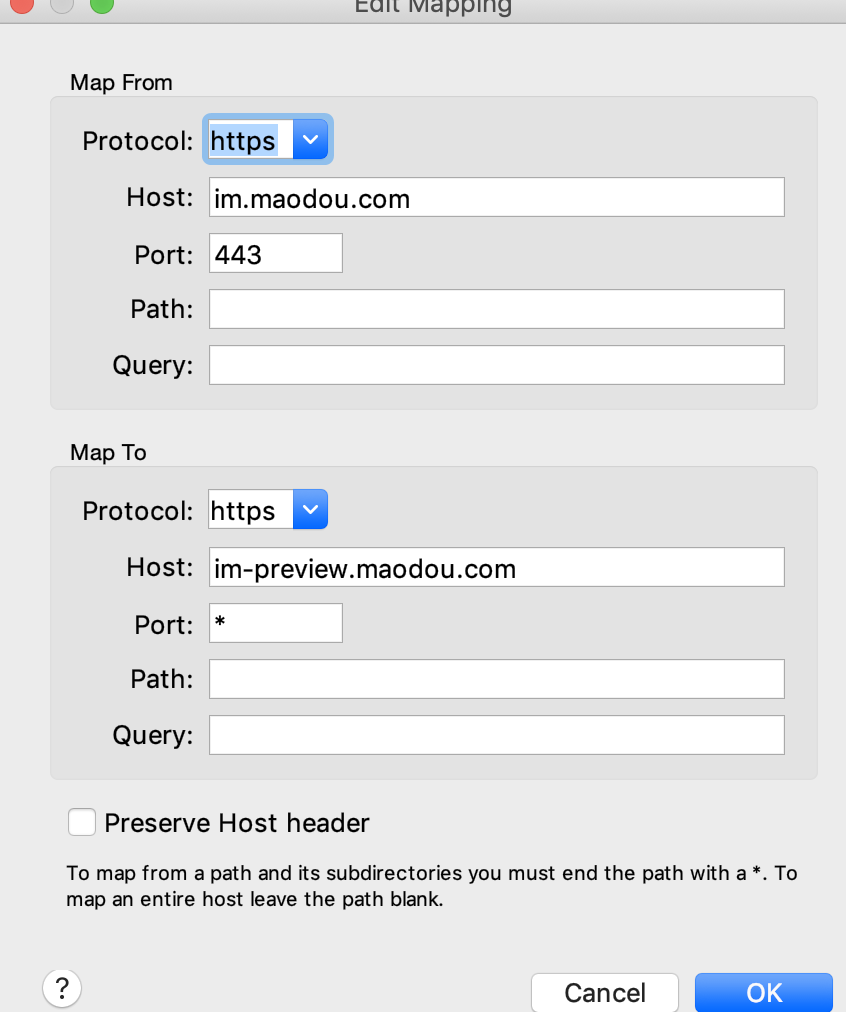 Edit Mapping
Map From
Protocol: https
Host: im.maodou.com
Port: 443
Path:
Query:
Map To
Protocol: https
Host: im-preview.maodou.com
Port: *
Path:
Query:
Preserve Host header
To map from a path and its subdirectories you must end the path with a *. To
map an entire host leave the path blank.
? Cancel OK